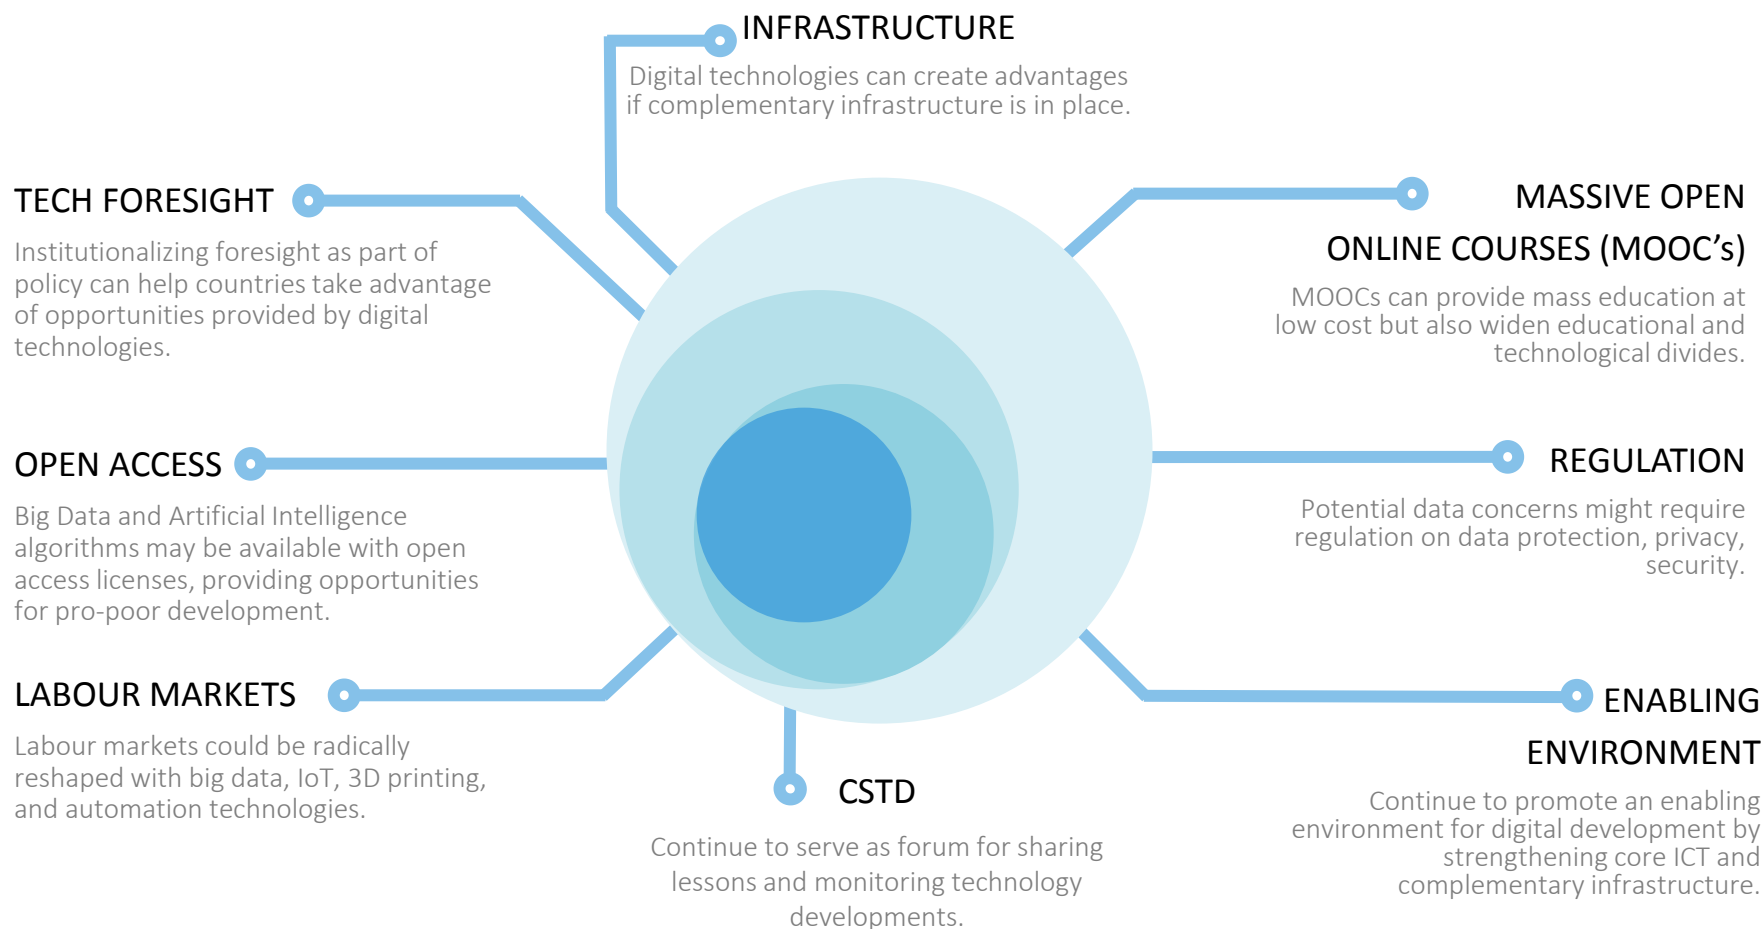 INFRASTRUCTURE
Digital technologies can create advantages
if complementary infrastructure is in place.
TECH FORESIGHT
Institutionalizing foresight as part of
policy can help countries take advantage
of opportunities provided by digital
technologies.
MASSIVE OPEN
ONLINE COURSES (MOOC’s)
MOOCs can provide mass education at
low cost but also widen educational and
technological divides.
OPEN ACCESS
Big Data and Artificial Intelligence
algorithms may be available with open
access licenses, providing opportunities
for pro-poor development.
REGULATION
Potential data concerns might require
regulation on data protection, privacy,
security.
LABOUR MARKETS
Labour markets could be radically
reshaped with big data, IoT, 3D printing,
and automation technologies.
CSTD
Continue to serve as forum for sharing
lessons and monitoring technology
developments.
ENABLING
ENVIRONMENT
Continue to promote an enabling
environment for digital development by
strengthening core ICT and
complementary infrastructure.